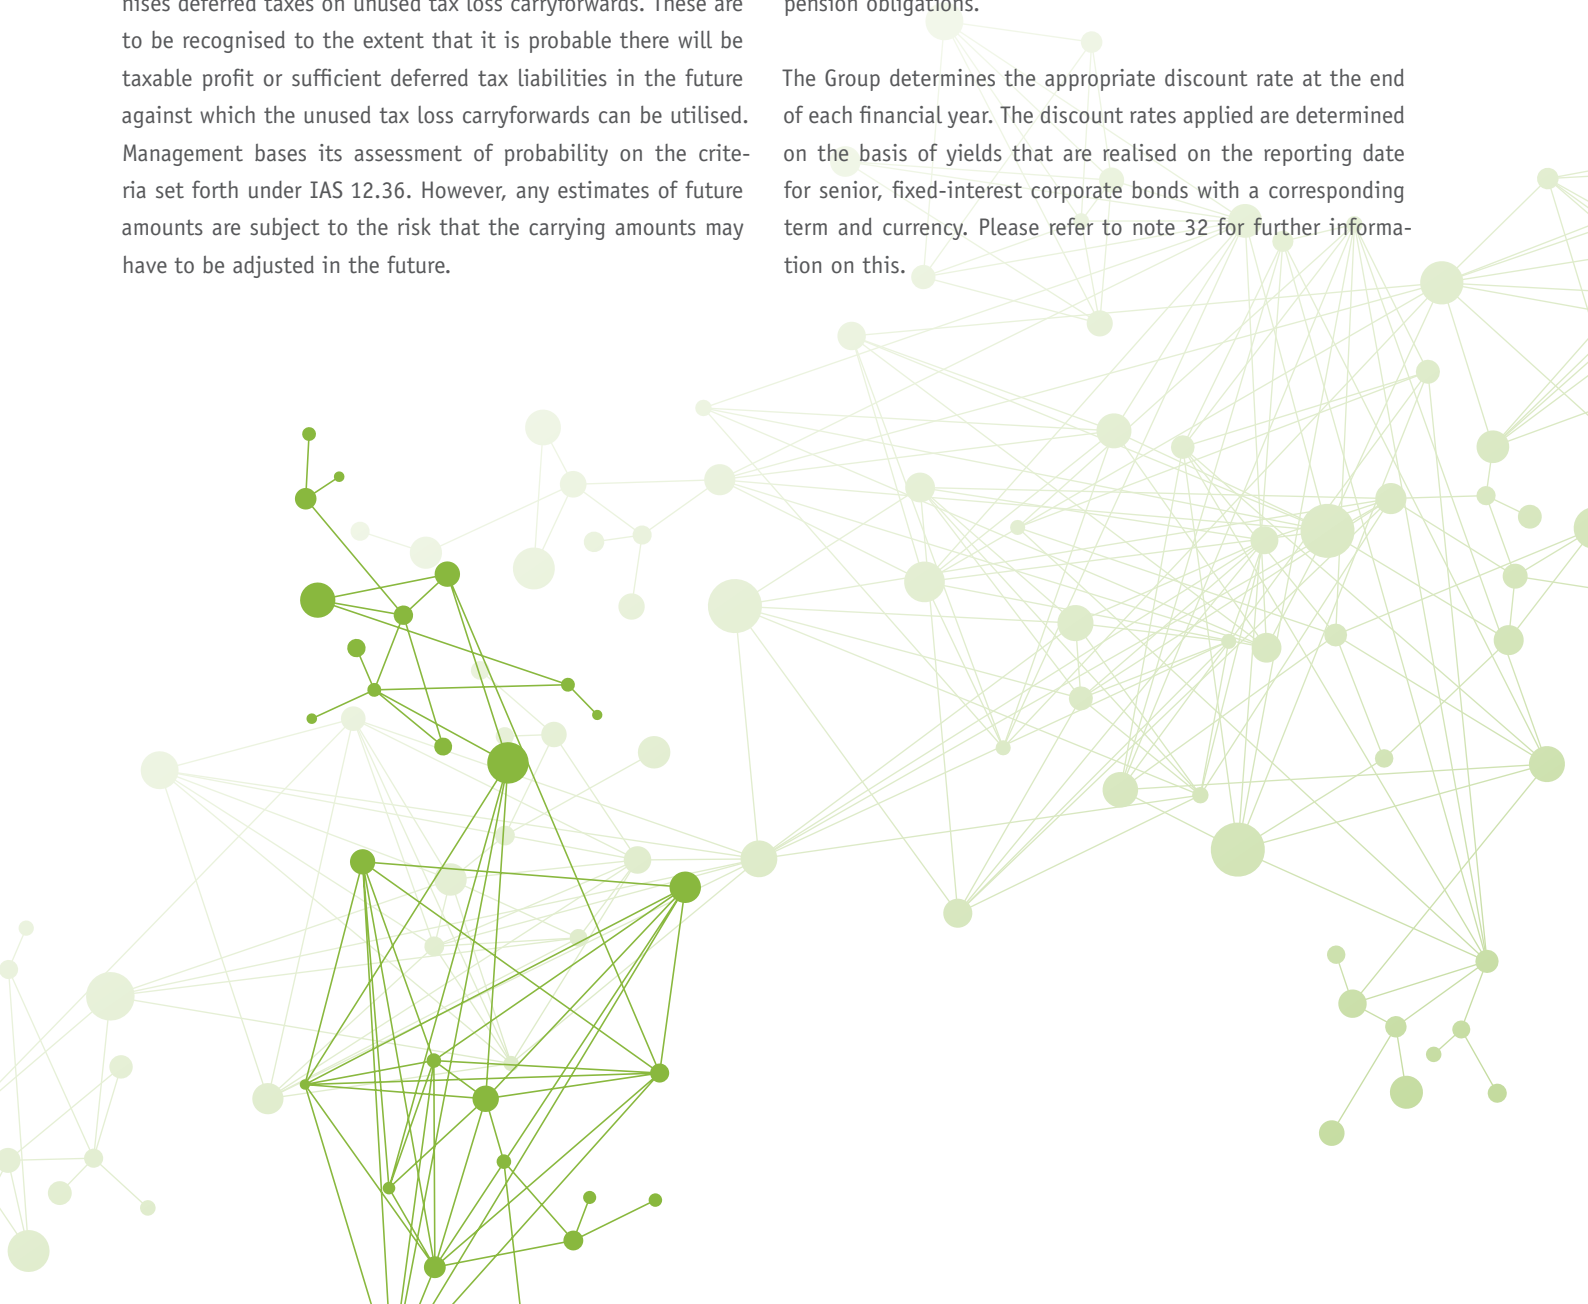 nises deferred taxes on unused tax loss carryforwards. These are
to be recognised to the extent that it is probable there will be
taxable profit or sufficient deferred tax liabilities in the future
against which the unused tax loss carryforwards can be utilised.
Management bases its assessment of probability on the crite-
ria set forth under IAS 12.36. However, any estimates of future
amounts are subject to the risk that the carrying amounts may
have to be adjusted in the future.
pension obligations.
The Group determines the appropriate discount rate at the end
of each financial year. The discount rates applied are determined
on the basis of yields that are realised on the reporting date
for senior, fixed-interest corporate bonds with a corresponding
term and currency. Please refer to note 32 for further informa-
tion on this.